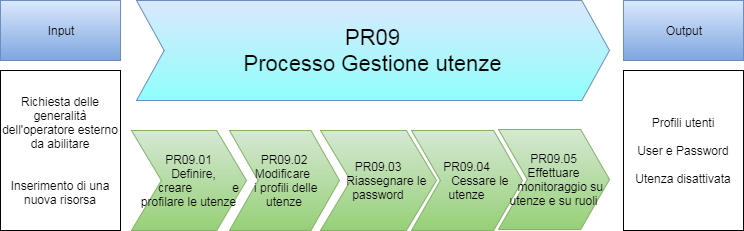 Input
PR09
Processo Gestione utenze
Output
Richiesta delle
generalità
dell'operatore esterno
da abilitare
Inserimento di una
nuova risorsa
PR09.01
Definire,
creare e
profilare le utenze
PR09.02
Modificare
i profili delle
utenze
PR09.03
Riassegnare le
password
PR09.04
Cessare le
utenze
PR09.05
Effettuare
monitoraggio su
utenze e su ruoli
Profili utenti
User e Password
Utenza disattivata